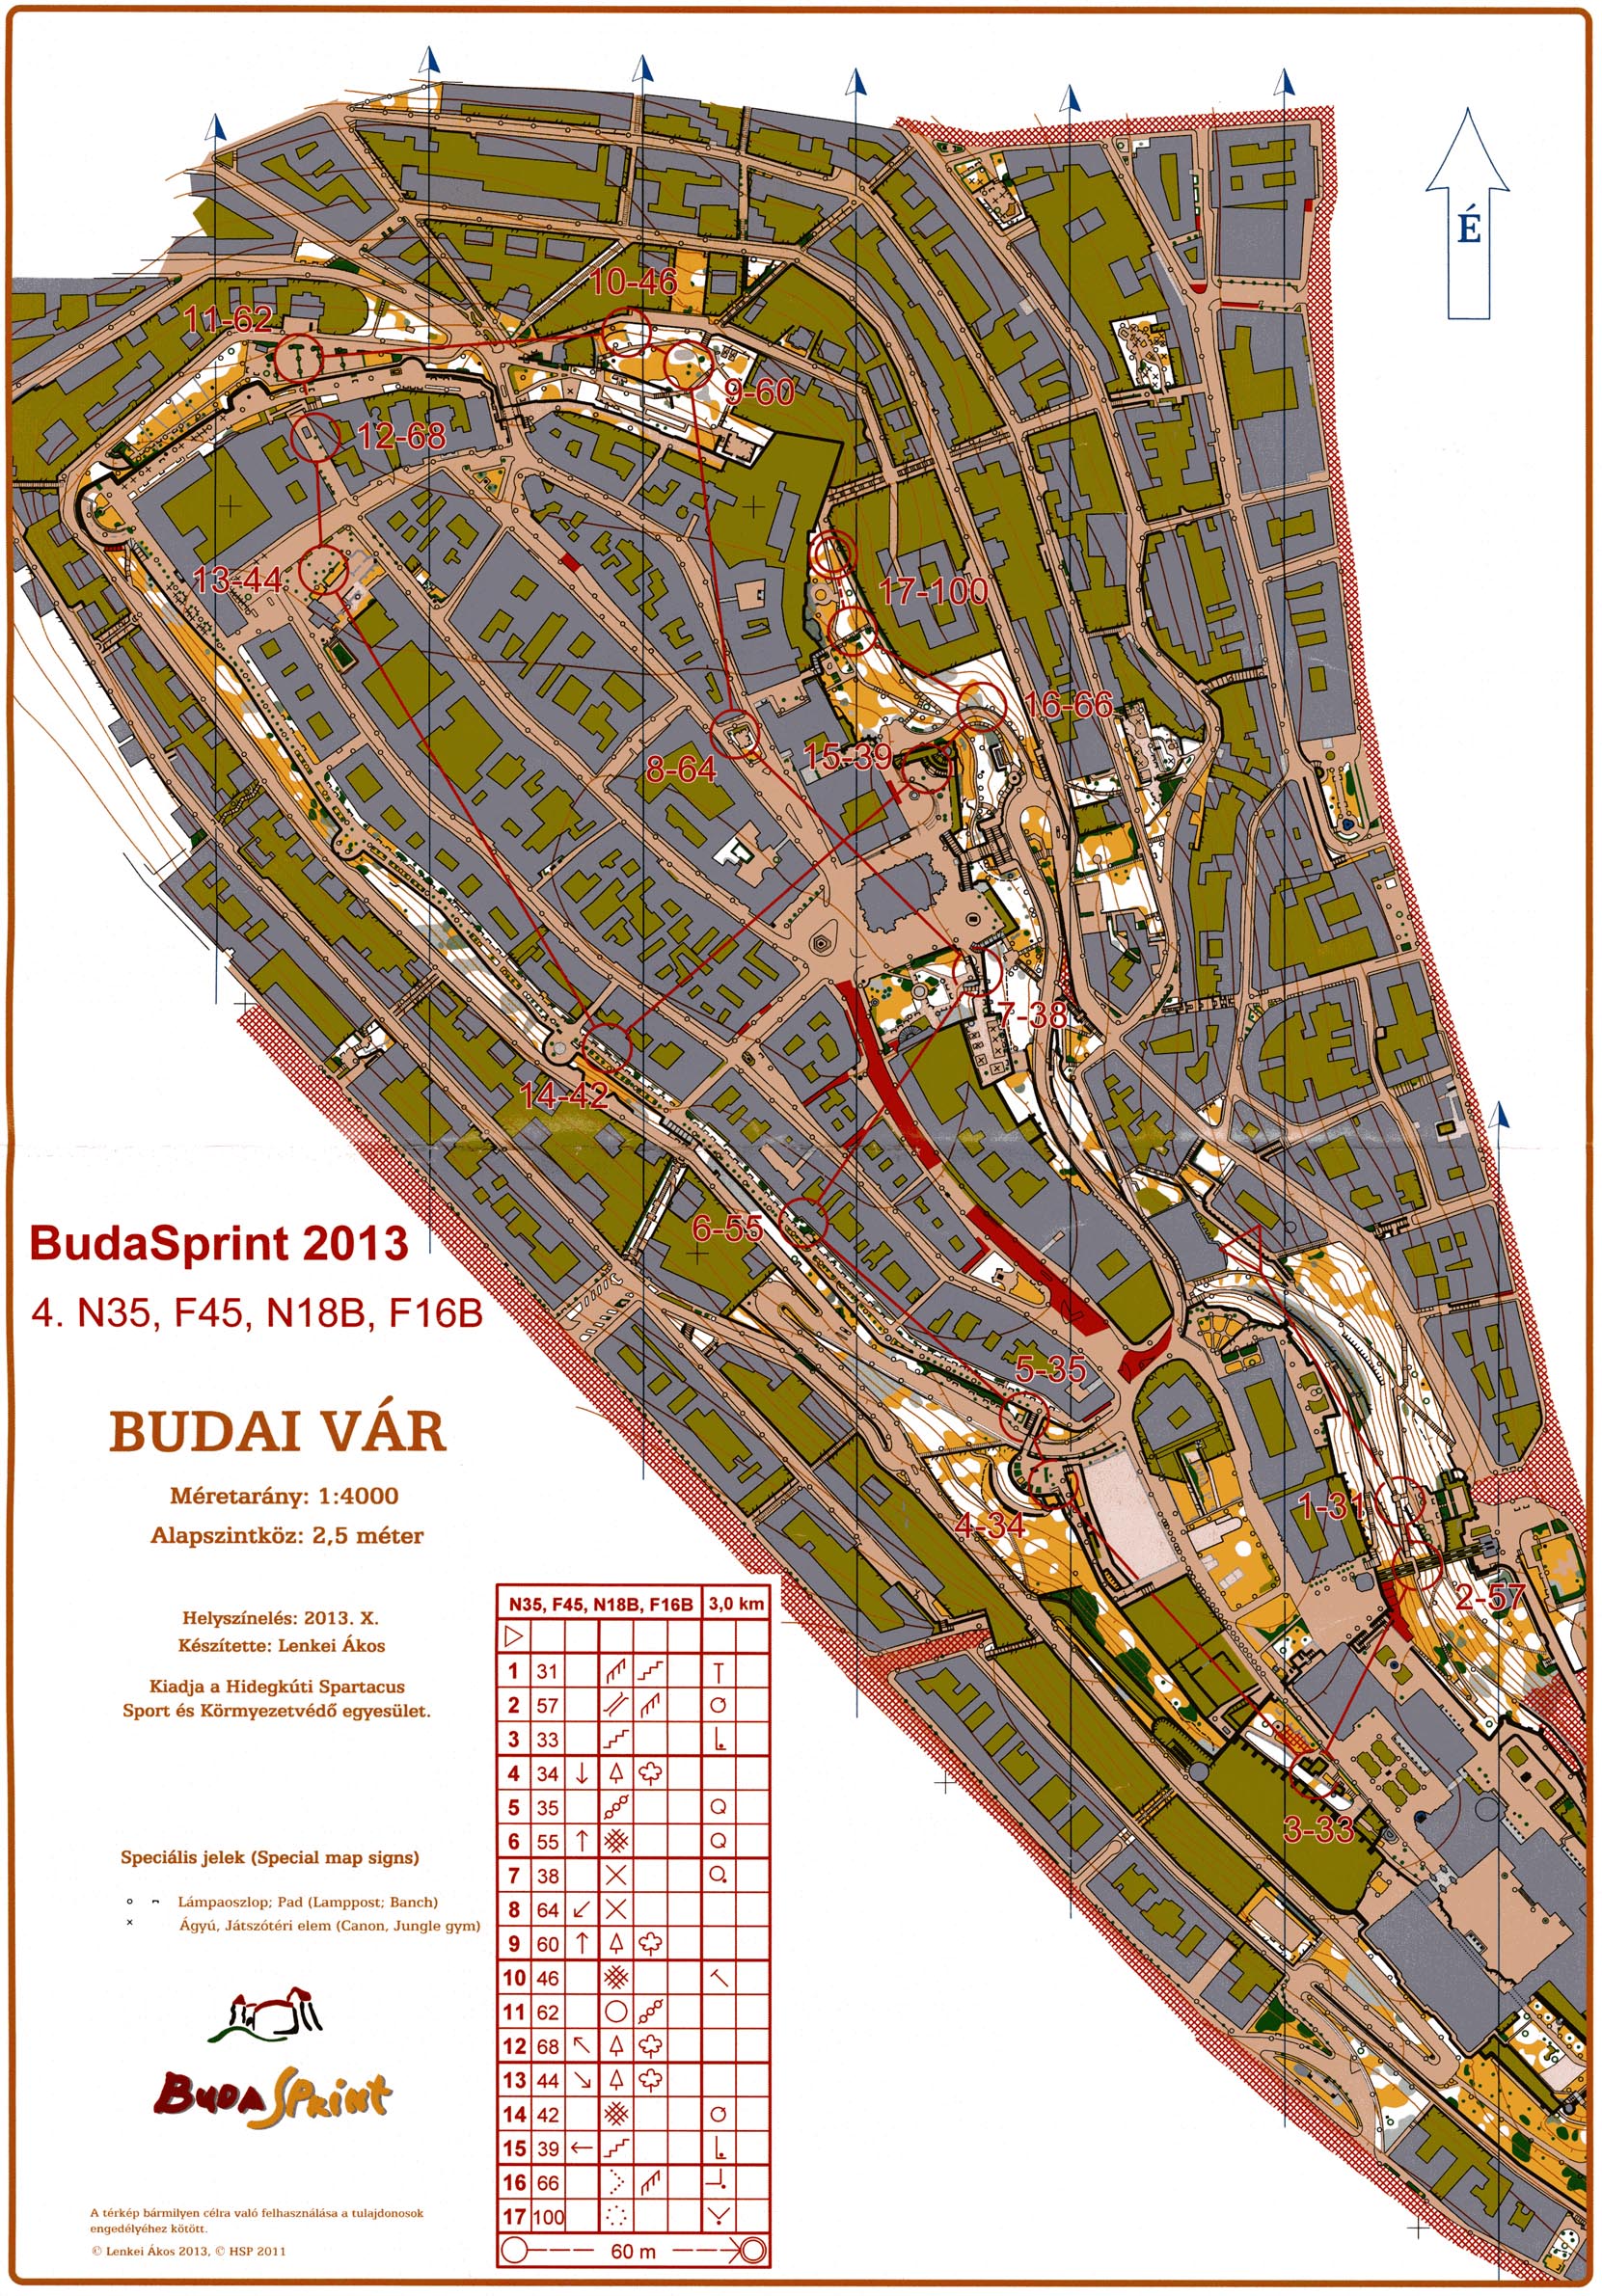 É
10-46
11-62
9-60
12-68
13-44
17-100
16-66
15-39
8-64
7-38
14-42
6-55
5-35
1-31
4-34
2-57
3-33
BudaSprint 2013
4. N35, F45, N18B, F16B
BUDAI VÁR
Méretarány: 1:4000
Alapszintköz: 2,5 méter
Helyszínelés: 2013. X.
Készítette: Lenkei Ákos
Kiadja a Hidegkúti Spartacus
Sport és Környezetvédő egyesület.
Speciális jelek (Special map signs)
Lámpaoszlop; Pad (Lamppost; Banch)
Ágyú, Játszótéri elem (Canon, Jungle gym)
BUDA SPRINT
A térkép bármilyen célra való felhasználása a tulajdonosok
engedélyéhez kötött.
© Lenkei Ákos 2013, © HSP 2011
N35, F45, N18B, F16B 3,0 km
1 31
2 57
3 33
4 34
5 35
6 55
7 38
8 64
9 60
10 46
11 62
12 68
13 44
14 42
15 39
16 66
17 100
60 m